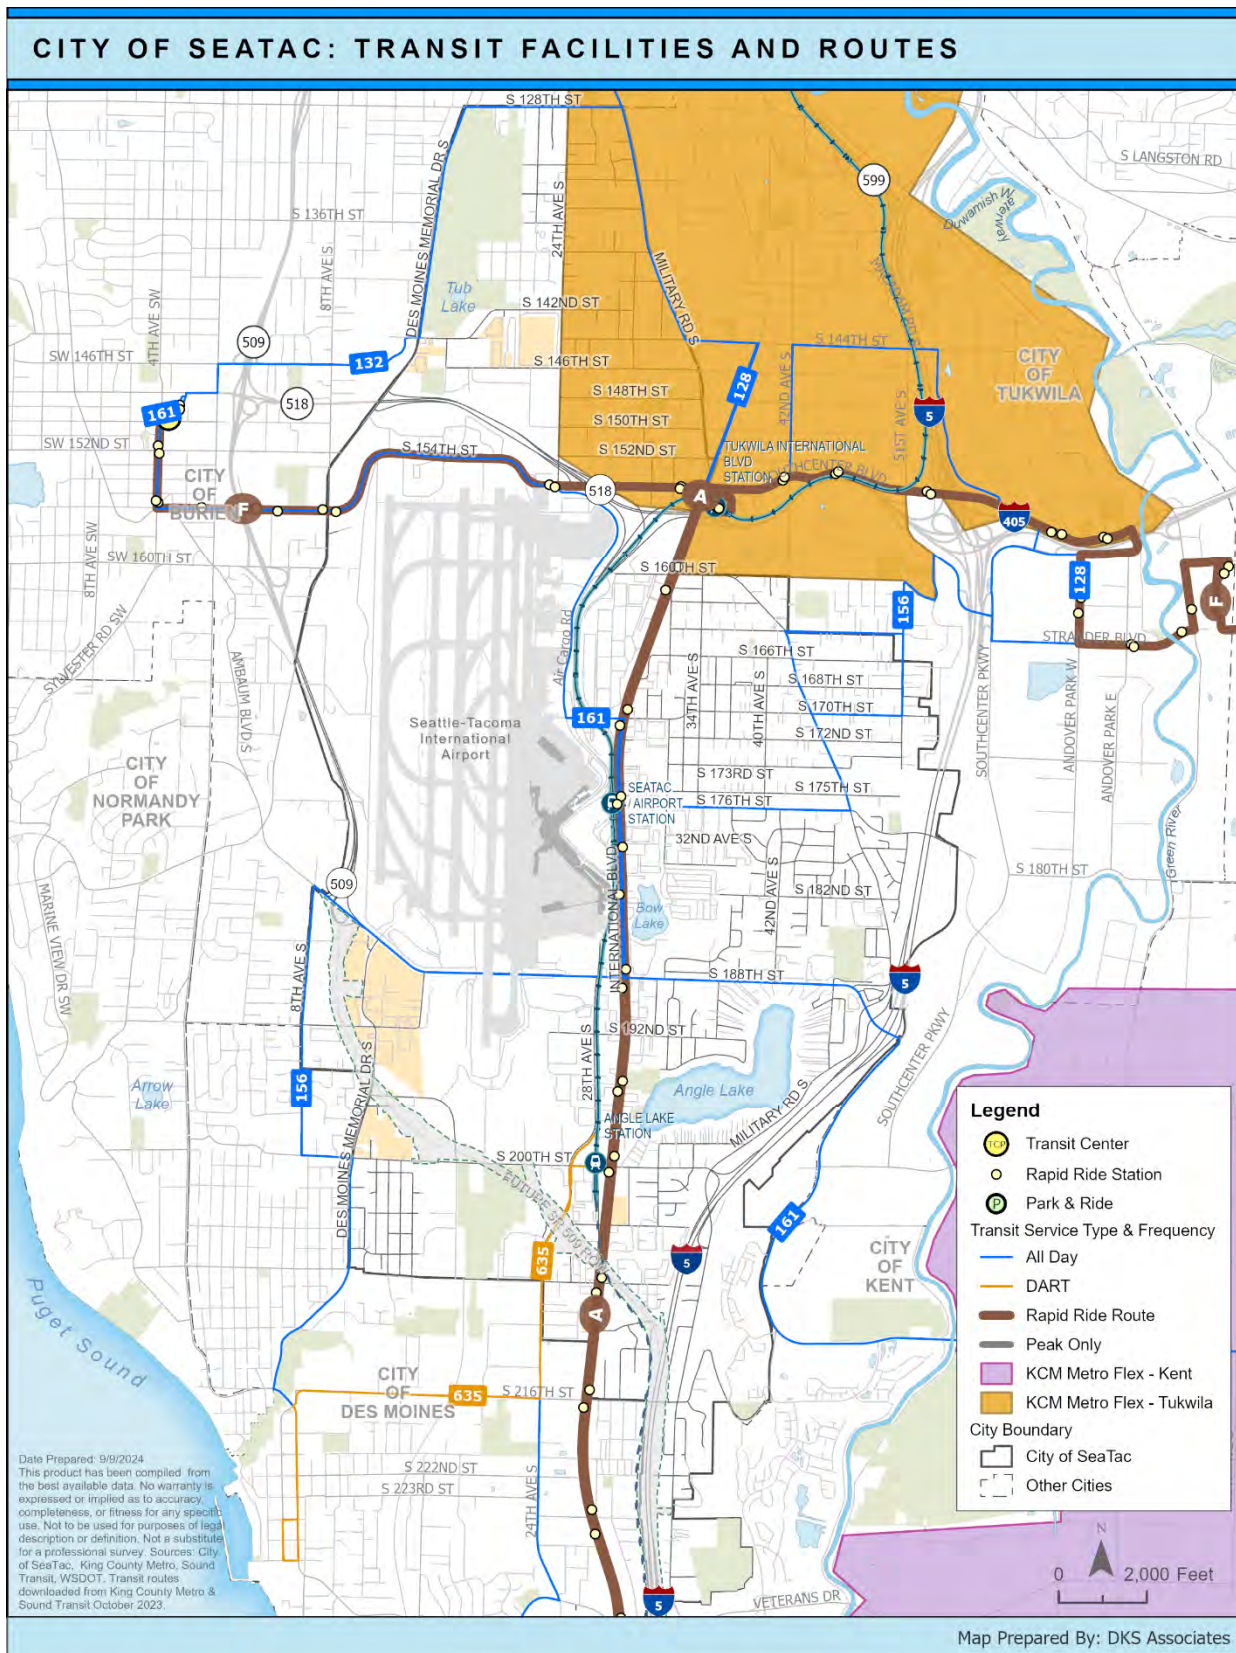 CITY OF SEATAC: TRANSIT FACILITIES AND ROUTES
S 128TH ST
S LANGSTON RD
599
Duwamish Waterway
S 136TH ST
24TH AVE S
8TH AVE S
DES MOINES MEMORIAL DR S
MILITARY RD S
Tub
Lake
4TH AVE SW
S 142ND ST
509
SW 146TH ST
132
S 146TH ST
S 144TH ST
CITY
OF
TUKWILA
128
42ND AVE S
S 148TH ST
518
161
5
S 150TH ST
51ST AVE S
SW 152ND ST
S 154TH ST
S 152ND ST
TUKWILA INTERNATIONAL
BLVD
STATION
CITY
OF
BURIEN
F
518
A
405
8TH AVE SW
SW 160TH ST
S 160TH ST
128
156
F
SYLVESTER RD SW
AMBAUM BLVD S
Air Cargo Rd
STRANDER BLVD
S 166TH ST
34TH AVE S
S 168TH ST
40TH AVE S
SOUTHCENTER PKWY
ANDOVER PARK W
ANDOVER PARK E
S 170TH ST
161
S 172ND ST
Seattle-Tacoma
International
Airport
CITY
OF
NORMANDY
PARK
S 173RD ST
S 175TH ST
SEATAC
/AIRPORT
STATION
S 176TH ST
32ND AVE S
Green River
42ND AVE S
S 180TH ST
509
S 182ND ST
MARINE VIEW DR SW
Bow
Lake
INTERNATIONAL BLVD
8TH AVE S
S 188TH ST
5
SOUTHCENTER PKWY
28TH AVE S
S 192ND ST
Arrow
Lake
156
DES MOINES MEMORIAL DR S
Angle Lake
MILITARY RD S
ANGLE LAKE
STATION
S 200TH ST
161
635
5
CITY
OF
KENT
Puget Sound
A
CITY
OF
DES MOINES
635
S 216TH ST
S 222ND ST
S 223RD ST
24TH AVE S
5
VETERANS DR
Legend
TCP
Transit Center
Rapid Ride Station
P
Park & Ride
Transit Service Type & Frequency
All Day
DART
Rapid Ride Route
Peak Only
KCM Metro Flex - Kent
KCM Metro Flex - Tukwila
City Boundary
City of SeaTac
Other Cities
N
0 2,000 Feet
Date Prepared: 9/9/2024
This product has been compiled from
the best available data. No warranty is
expressed or implied as to accuracy,
completeness, or fitness for any specific
use. Not to be used for purposes of legal
description or definition. Not a substitute
for a professional survey. Sources: City
of SeaTac, King County Metro, Sound
Transit, WSDOT. Transit routes
downloaded from King County Metro &
Sound Transit October 2023.
Map Prepared By: DKS Associates